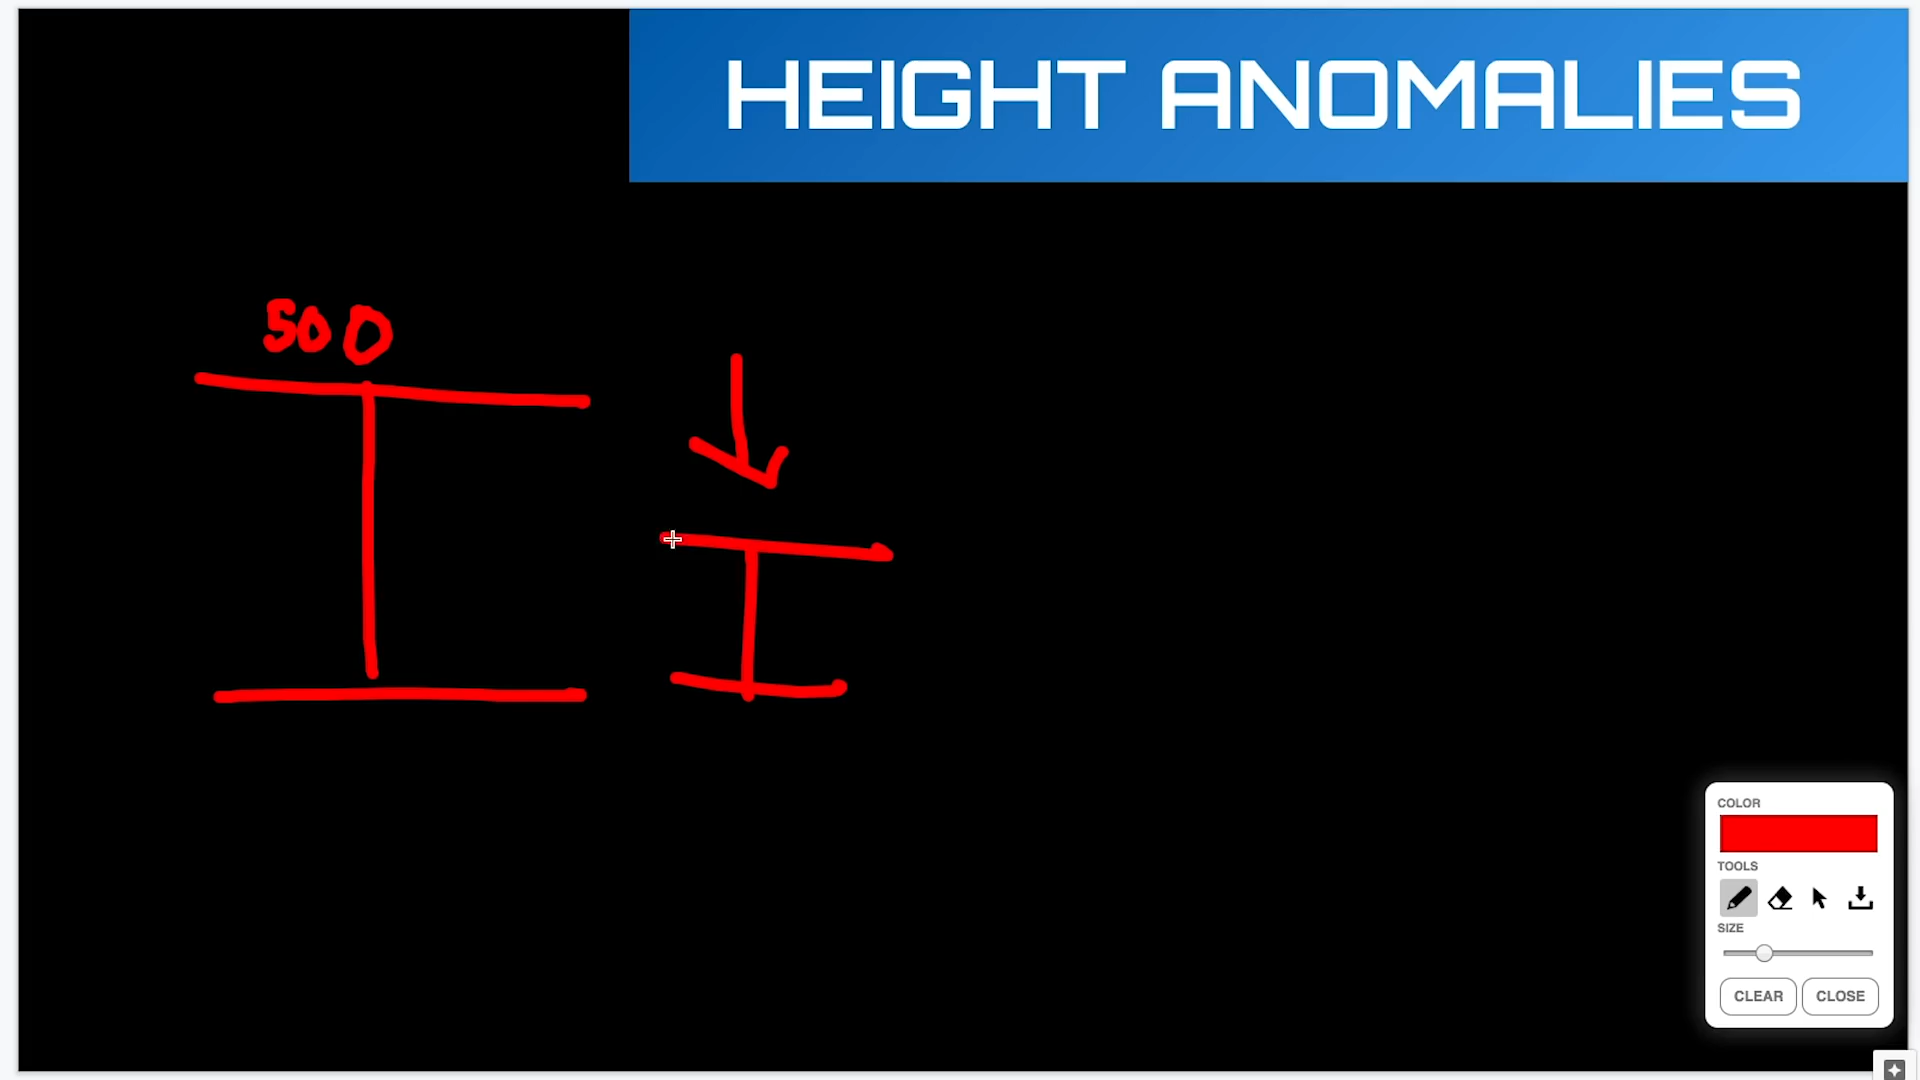 HEIGHT ANOMALIES
500
COLOR
TOOLS
SIZE
CLEAR CLOSE